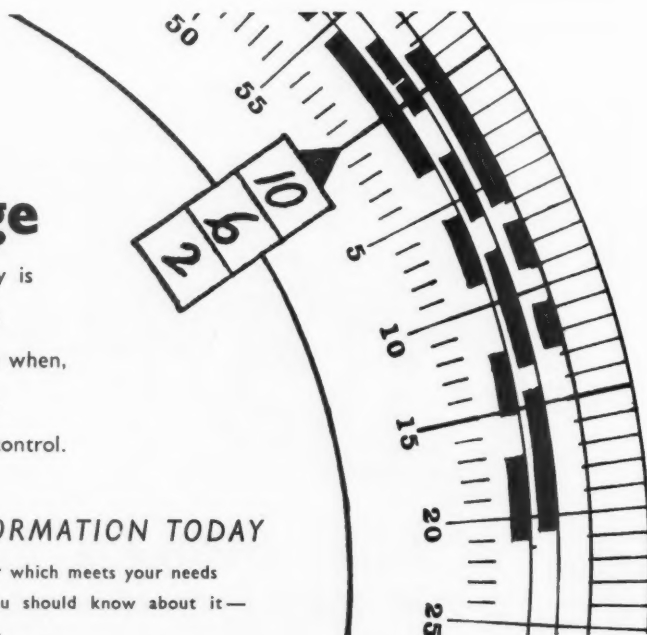 50
55
2 6 10
5
10
15
20
25
ge
y is
when,
ontrol.
ORMATION TODAY
which meets your needs
u should know about it—